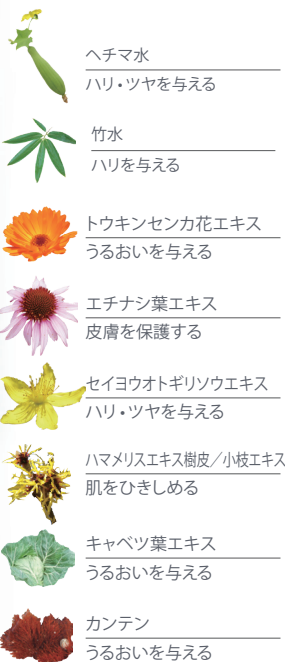 ヘチマ水
ハリ・ツヤを与える
竹水
ハリを与える
トウキンセンカ花エキス
うるおいを与える
エチナシ葉エキス
皮膚を保護する
セイヨウオトギリソウエキス
ハリ・ツヤを与える
ハマメリスエキス樹皮／小枝エキス
肌をひきしめる
キャベツ葉エキス
うるおいを与える
カンテン
うるおいを与える